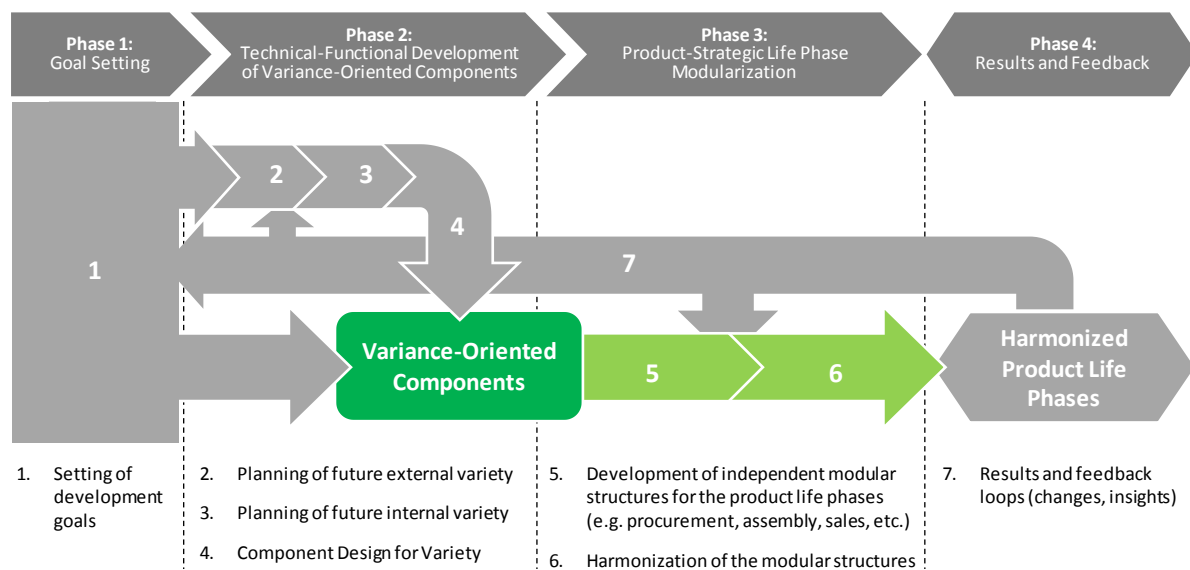 Phase 1:
Goal Setting
Phase 2:
Technical-Functional Development
of Variance-Oriented Components
Phase 3:
Product-Strategic Life Phase
Modularization
Phase 4:
Results and Feedback
2
3
4
1
7
Variance-Oriented
Components
5
6
Harmonized
Product Life
Phases
1. Setting of
development
goals
2. Planning of future external variety
3. Planning of future internal variety
4. Component Design for Variety
5. Development of independent modular
structures for the product life phases
(e.g. procurement, assembly, sales, etc.)
6. Harmonization of the modular structures
7. Results and feedback
loops (changes, insights)